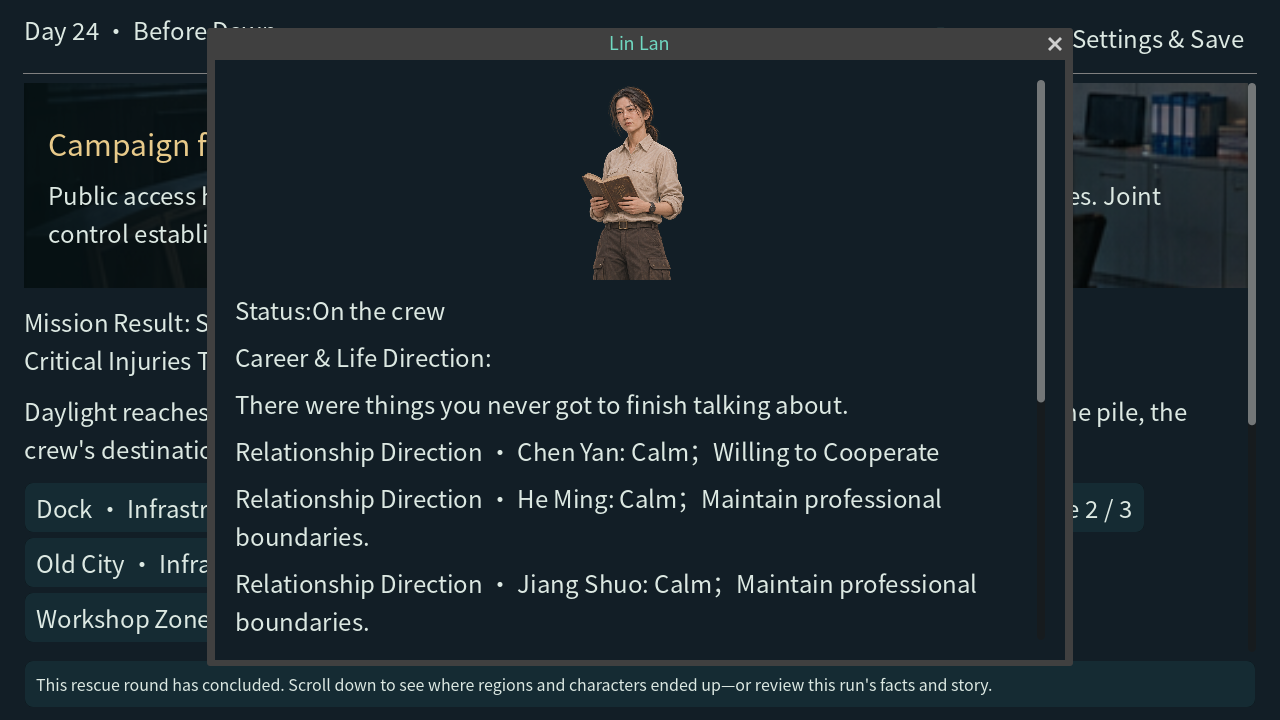 Day 24 • Before Dawn
Settings & Save
Lin Lan
Campaign f
Public access
es. Joint
control establi
Mission Result: S
Critical Injuries T
Daylight reaches
he pile, the
crew's destinatio
Dock • Infrastr
e 2 / 3
Old City • Infra
Workshop Zone
Status:On the crew
Career & Life Direction:
There were things you never got to finish talking about.
Relationship Direction • Chen Yan: Calm；Willing to Cooperate
Relationship Direction • He Ming: Calm；Maintain professional
boundaries.
Relationship Direction • Jiang Shuo: Calm；Maintain professional
boundaries.
This rescue round has concluded. Scroll down to see where regions and characters ended up—or review this run's facts and story.